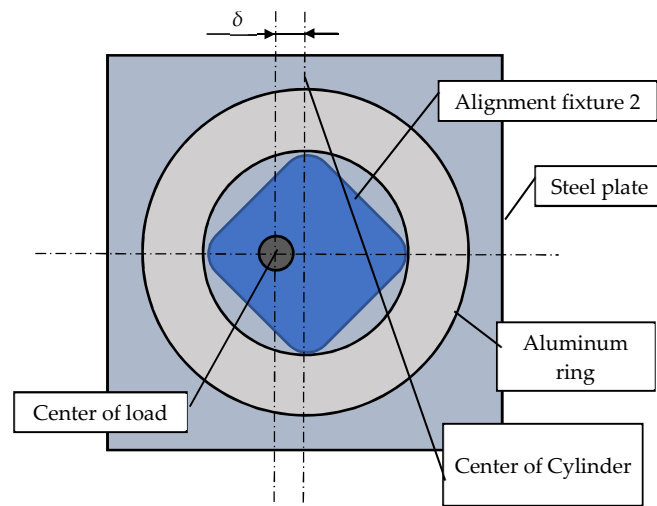 δ
Alignment fixture 2
Steel plate
Aluminum
ring
Center of load
Center of Cylinder